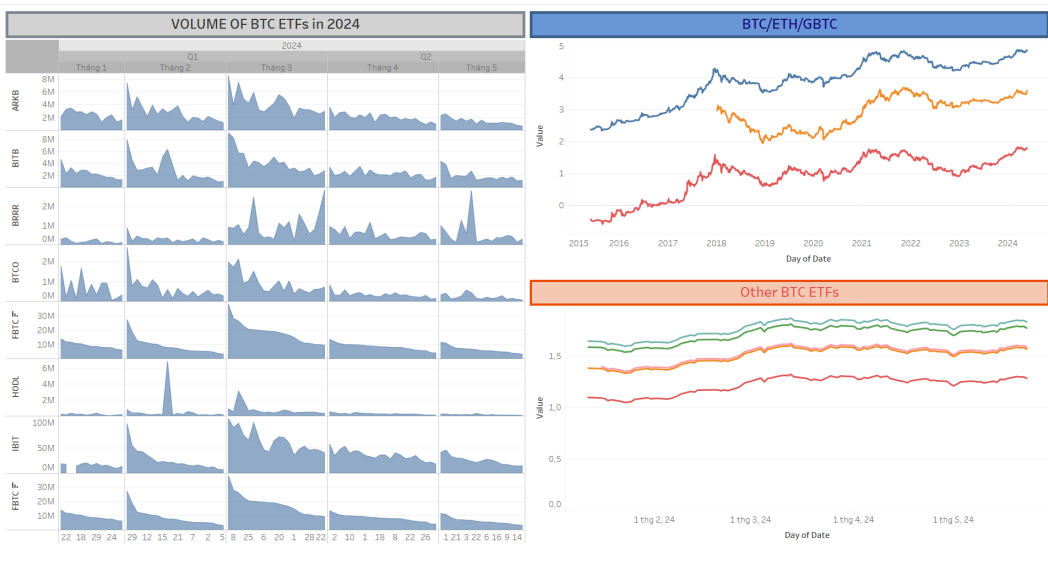 VOLUME OF BTC ETFs in 2024
2024
Q1 Q2
Tháng 1 Tháng 2 Tháng 3 Tháng 4 Tháng 5
ARKB
8M
6M
4M
2M
BITB
8M
6M
4M
2M
BRRR
2M
1M
0M
BTCO
2M
1M
0M
FBTC
30M
20M
10M
HODL
6M
4M
2M
IBIT
100M
50M
0M
FBTC
30M
20M
10M
22 18 29 24 29 12 15 21 7 2 5 8 6 25 20 1 21 22 2 10 1 18 8 22 26 1 21 3 22 6 16 9 14
BTC/ETH/GBTC
Value
5
4
3
2
1
0
2015 2016 2017 2018 2019 2020 2021 2022 2023 2024
Day of Date
Other BTC ETFs
Value
1,5
1,0
0,5
0,0
1 thg 2, 24 1 thg 3, 24 1 thg 4, 24 1 thg 5, 24
Day of Date